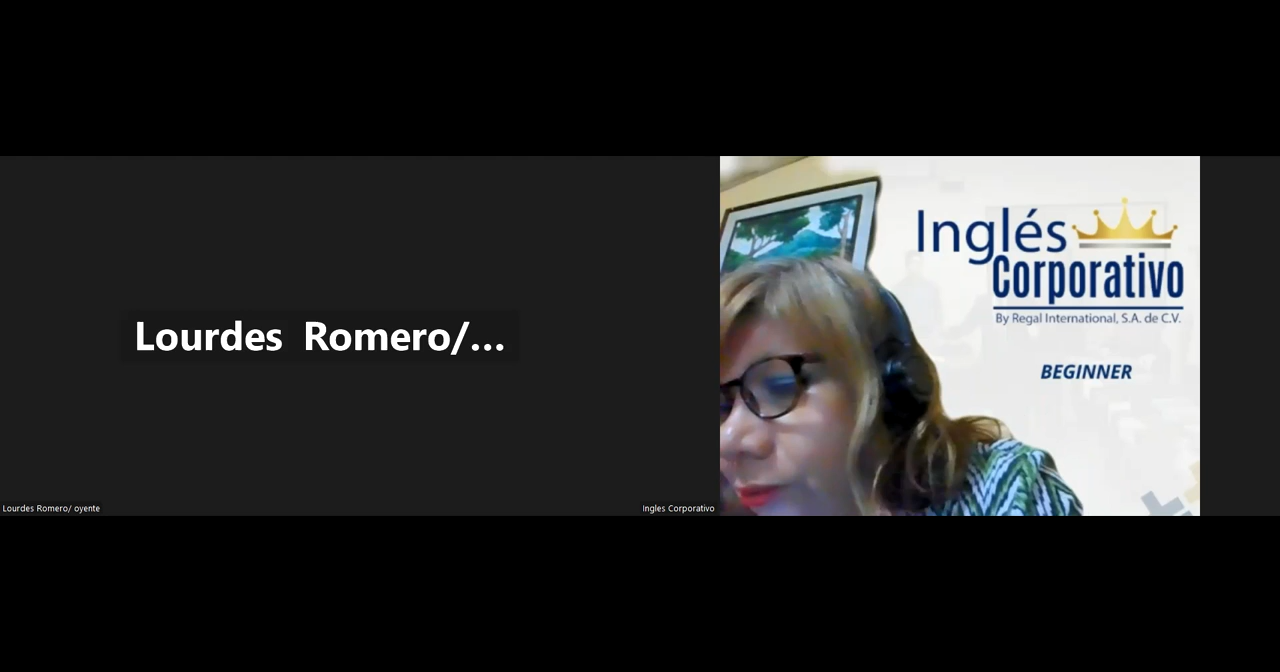 Lourdes Romero/...
Lourdes Romero/ oyente
Ingles Corporativo
Inglés
Corporativo
By Regal International, S.A. de C.V.
BEGINNER